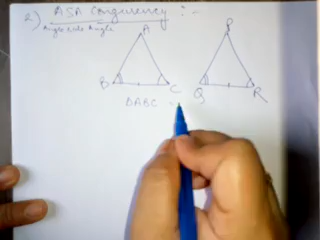 2) ASA Congruency :-
Angle side Angle
A
P
B
C
Q
R
ΔABC